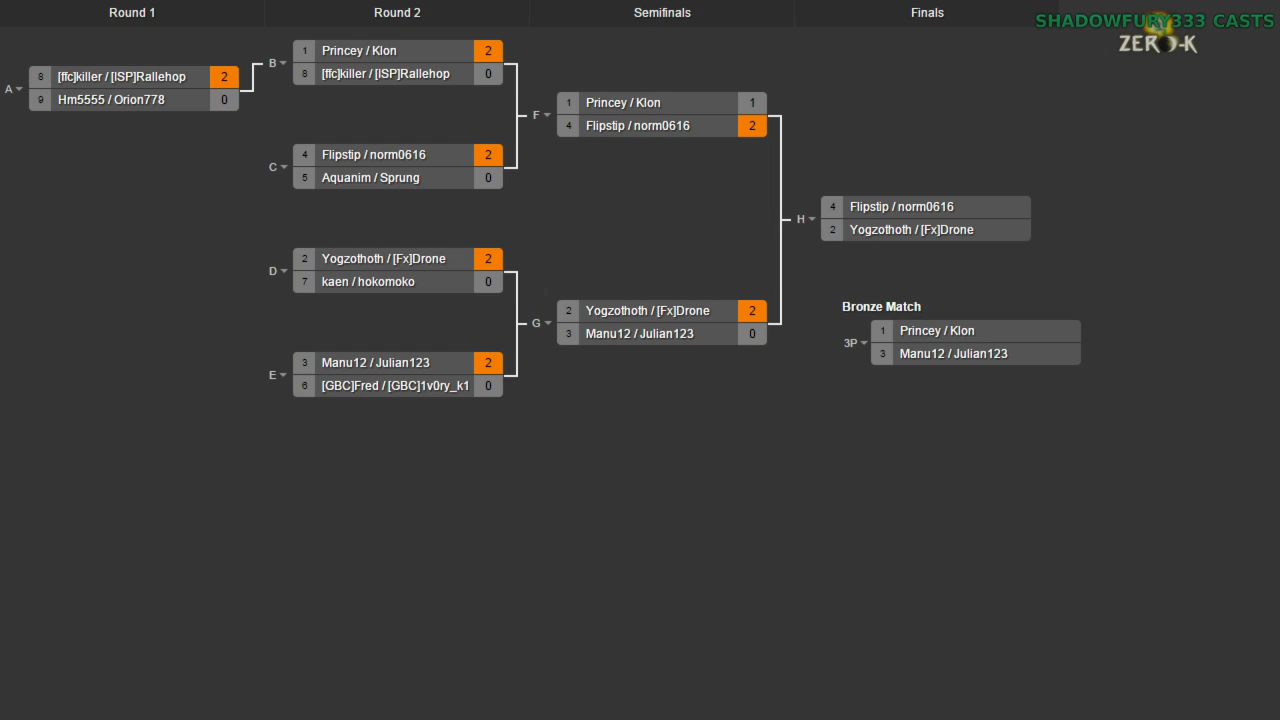 Round 1
Round 2
Semifinals
Finals
SHADOWFURY333 CASTS
ZERO-K
A
8 [ffc]killer / [ISP]Rallehop 2
9 Hm5555 / Orion778 0
B
1 Princey / Klon 2
8 [ffc]killer / [ISP]Rallehop 0
C
4 Flipstip / norm0616 2
5 Aquanim / Sprung 0
D
2 Yogzothoth / [Fx]Drone 2
7 kaen / hokomoko 0
E
3 Manu12 / Julian123 2
6 [GBC]Fred / [GBC]1v0ry_k1 0
F
1 Princey / Klon 1
4 Flipstip / norm0616 2
G
2 Yogzothoth / [Fx]Drone 2
3 Manu12 / Julian123 0
H
4 Flipstip / norm0616
2 Yogzothoth / [Fx]Drone
Bronze Match
3P
1 Princey / Klon
3 Manu12 / Julian123